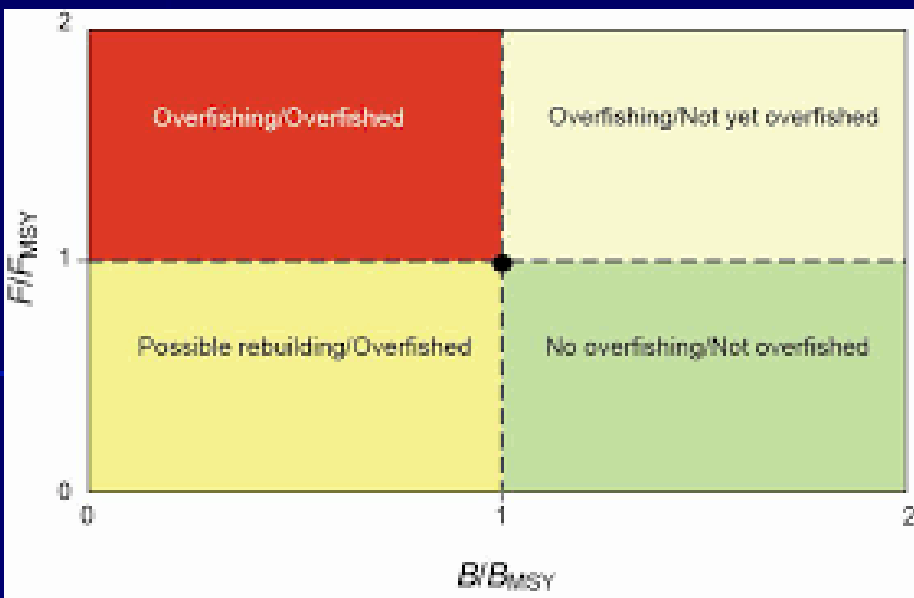 2
Overfishing/Overfished
Overfishing/Not yet overfished
F/FMSY
1
Possible rebuilding/Overfished
No overfishing/Not overfished
0
0
1
2
B/BMSY